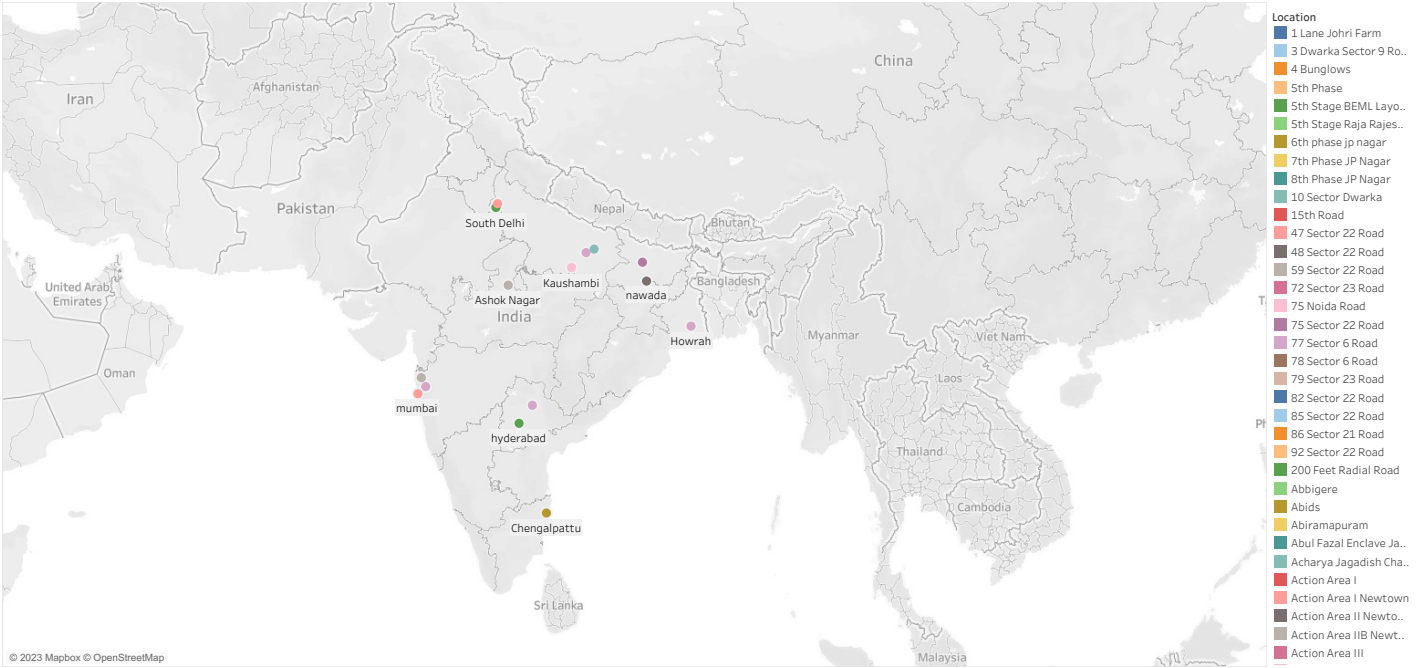 Iran
Afghanistan
China
Pakistan
South Delhi
Nepal
Bhutan
United Arab
Emirates
Kaushambi
nawada
Bangladesh
Ashok Nagar
India
Howrah
Myanmar
Viet Nam
Oman
Laos
mumbai
hyderabad
Ph
Thailand
Cambodia
Chengalpattu
Sri Lanka
Malaysia
© 2023 Mapbox © OpenStreetMap
Location
1 Lane Johri Farm
3 Dwarka Sector 9 Ro..
4 Bunglows
5th Phase
5th Stage BEML Layo..
5th Stage Raja Rajes..
6th phase jp nagar
7th Phase JP Nagar
8th Phase JP Nagar
10 Sector Dwarka
15th Road
47 Sector 22 Road
48 Sector 22 Road
59 Sector 22 Road
72 Sector 23 Road
75 Noida Road
75 Sector 22 Road
77 Sector 6 Road
78 Sector 6 Road
79 Sector 23 Road
82 Sector 22 Road
85 Sector 22 Road
86 Sector 21 Road
92 Sector 22 Road
200 Feet Radial Road
Abbigere
Abids
Abiramapuram
Abul Fazal Enclave Ja..
Acharya Jagadish Cha..
Action Area I
Action Area I Newtown
Action Area II Newto..
Action Area IIB Newt..
Action Area III